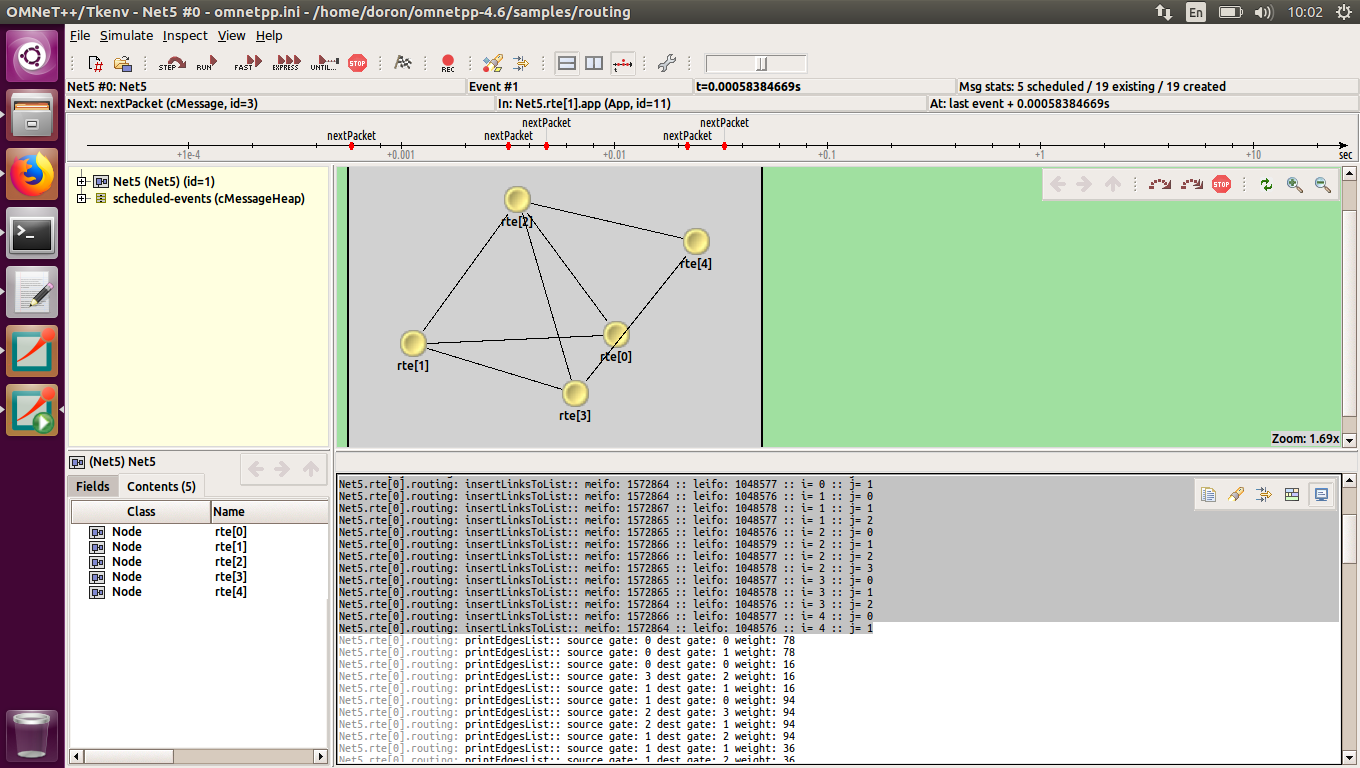 OMNeT++/Tkenv - Net5 #0 - omnetpp.ini - /home/doron/omnetpp-4.6/samples/routing
En
10:02
File Simulate Inspect View Help
STEP RUN FAST EXPRESS UNTIL... STOP REC
Net5 #0: Net5
Event #1
t=0.00058384669s
Msg stats: 5 scheduled / 19 existing / 19 created
Next: nextPacket (cMessage, id=3)
In: Net5.rte[1].app (App, id=11)
At: last event + 0.00058384669s
nextPacket nextPacket
nextPacket nextPacket nextPacket
+1e-4 +0.001 +0.01 +0.1 +1 +10 sec
Net5 (Net5) (id=1)
scheduled-events (cMessageHeap)
STOP
rte[2]
rte[4]
rte[0]
rte[1]
rte[3]
Zoom: 1.69x
(Net5) Net5
Fields Contents (5)
Class Name
Node rte[0]
Node rte[1]
Node rte[2]
Node rte[3]
Node rte[4]
Net5.rte[0].routing: insertLinksToList:: meifo: 1572864 :: leifo: 1048577 :: i= 0 :: j= 1
Net5.rte[0].routing: insertLinksToList:: meifo: 1572864 :: leifo: 1048576 :: i= 1 :: j= 0
Net5.rte[0].routing: insertLinksToList:: meifo: 1572867 :: leifo: 1048578 :: i= 1 :: j= 1
Net5.rte[0].routing: insertLinksToList:: meifo: 1572865 :: leifo: 1048577 :: i= 1 :: j= 2
Net5.rte[0].routing: insertLinksToList:: meifo: 1572865 :: leifo: 1048576 :: i= 2 :: j= 0
Net5.rte[0].routing: insertLinksToList:: meifo: 1572866 :: leifo: 1048579 :: i= 2 :: j= 1
Net5.rte[0].routing: insertLinksToList:: meifo: 1572866 :: leifo: 1048577 :: i= 2 :: j= 2
Net5.rte[0].routing: insertLinksToList:: meifo: 1572865 :: leifo: 1048578 :: i= 2 :: j= 3
Net5.rte[0].routing: insertLinksToList:: meifo: 1572865 :: leifo: 1048577 :: i= 3 :: j= 0
Net5.rte[0].routing: insertLinksToList:: meifo: 1572865 :: leifo: 1048578 :: i= 3 :: j= 1
Net5.rte[0].routing: insertLinksToList:: meifo: 1572864 :: leifo: 1048576 :: i= 3 :: j= 2
Net5.rte[0].routing: insertLinksToList:: meifo: 1572866 :: leifo: 1048577 :: i= 4 :: j= 0
Net5.rte[0].routing: insertLinksToList:: meifo: 1572864 :: leifo: 1048576 :: i= 4 :: j= 1
Net5.rte[0].routing: printEdgesList:: source gate: 0 dest gate: 0 weight: 78
Net5.rte[0].routing: printEdgesList:: source gate: 0 dest gate: 1 weight: 78
Net5.rte[0].routing: printEdgesList:: source gate: 0 dest gate: 0 weight: 16
Net5.rte[0].routing: printEdgesList:: source gate: 3 dest gate: 2 weight: 16
Net5.rte[0].routing: printEdgesList:: source gate: 1 dest gate: 1 weight: 16
Net5.rte[0].routing: printEdgesList:: source gate: 1 dest gate: 0 weight: 94
Net5.rte[0].routing: printEdgesList:: source gate: 2 dest gate: 3 weight: 94
Net5.rte[0].routing: printEdgesList:: source gate: 2 dest gate: 1 weight: 94
Net5.rte[0].routing: printEdgesList:: source gate: 1 dest gate: 2 weight: 94
Net5.rte[0].routing: printEdgesList:: source gate: 1 dest gate: 1 weight: 36
Net5.rte[0].routing: printEdgesList:: source gate: 1 dest gate: 2 weight: 36